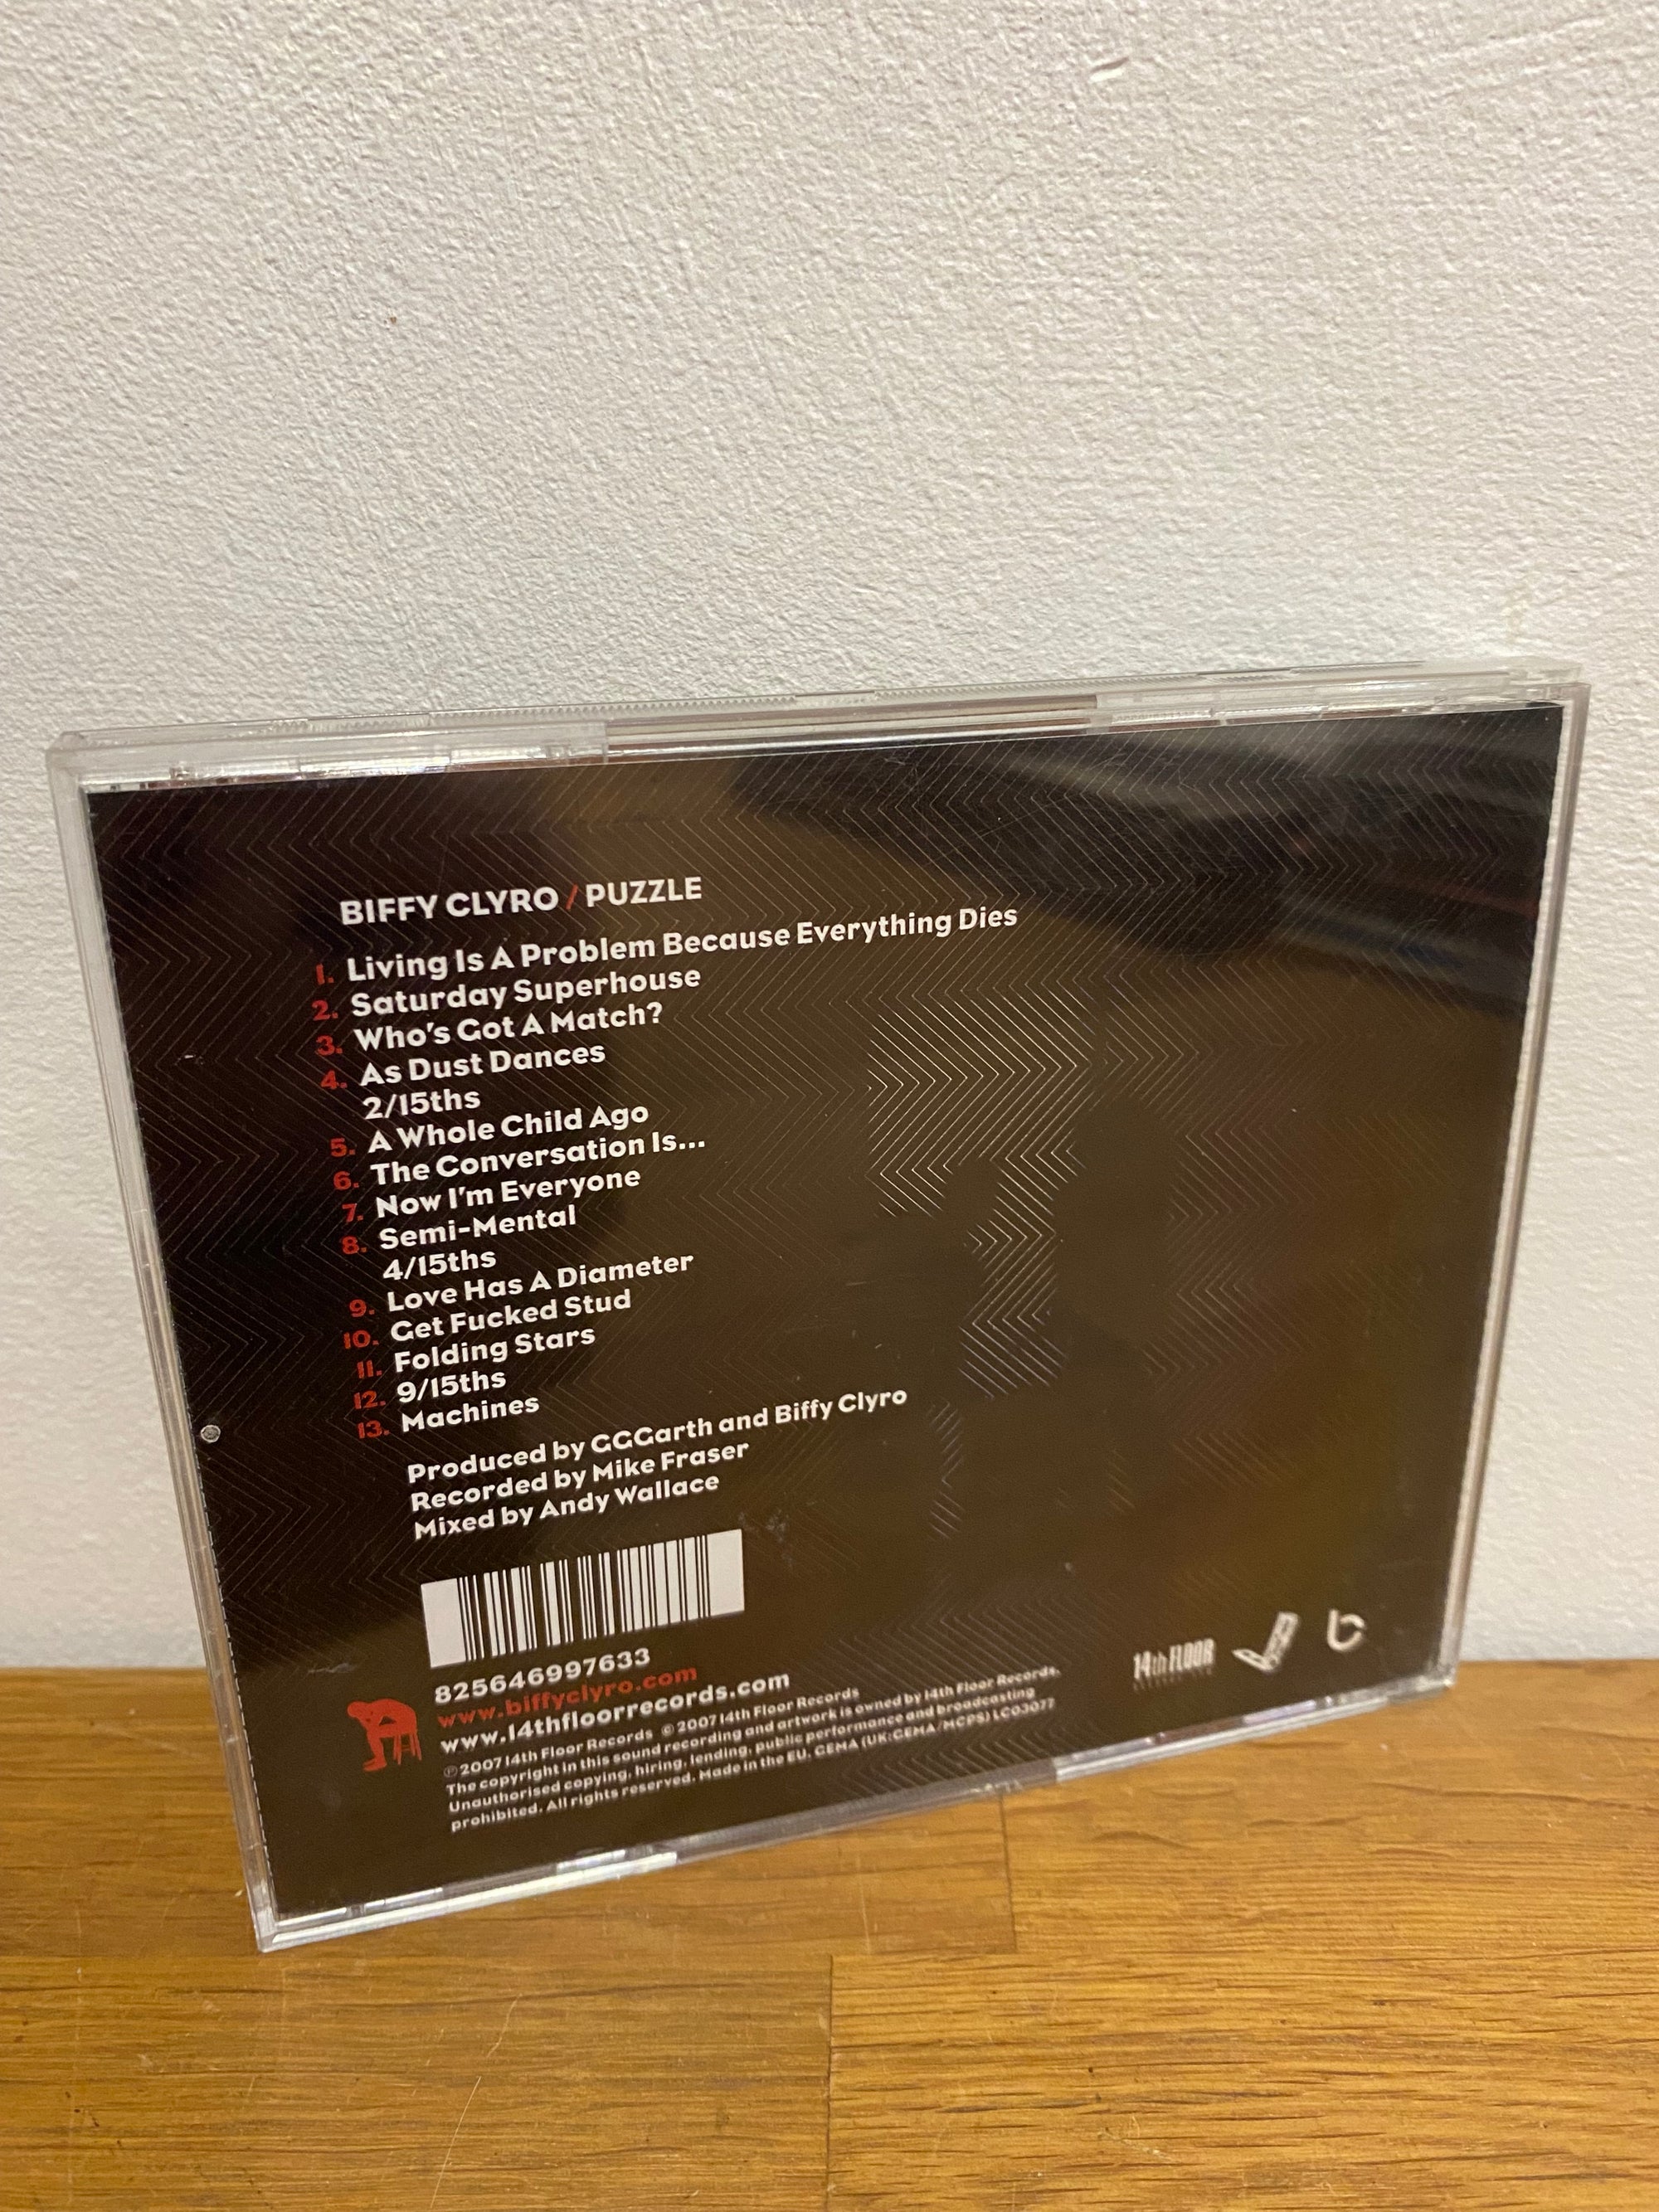 BIFFY CLYRO / PUZZLE
1. Living Is A Problem Because Everything Dies
2. Saturday Superhouse
3. Who's Got A Match?
4. As Dust Dances
2/15ths
5. A Whole Child Ago
6. The Conversation Is...
7. Now I'm Everyone
8. Semi-Mental
4/15ths
9. Love Has A Diameter
10. Get Fucked Stud
11. Folding Stars
12. 9/15ths
13. Machines
Produced by GGGarth and Biffy Clyro
Recorded by Mike Fraser
Mixed by Andy Wallace
825646997633
www.biffyclyro.com
www.14thfloorrecords.com
℗ 2007 14th Floor Records © 2007 14th Floor Records
The copyright in this sound recording and artwork is owned by 14th Floor Records.
Unauthorised copying, hiring, lending, public performance and broadcasting
prohibited. All rights reserved. Made in the EU. GEMA (UK:GEMA/MCPS) LC03077
14th FLOOR
b